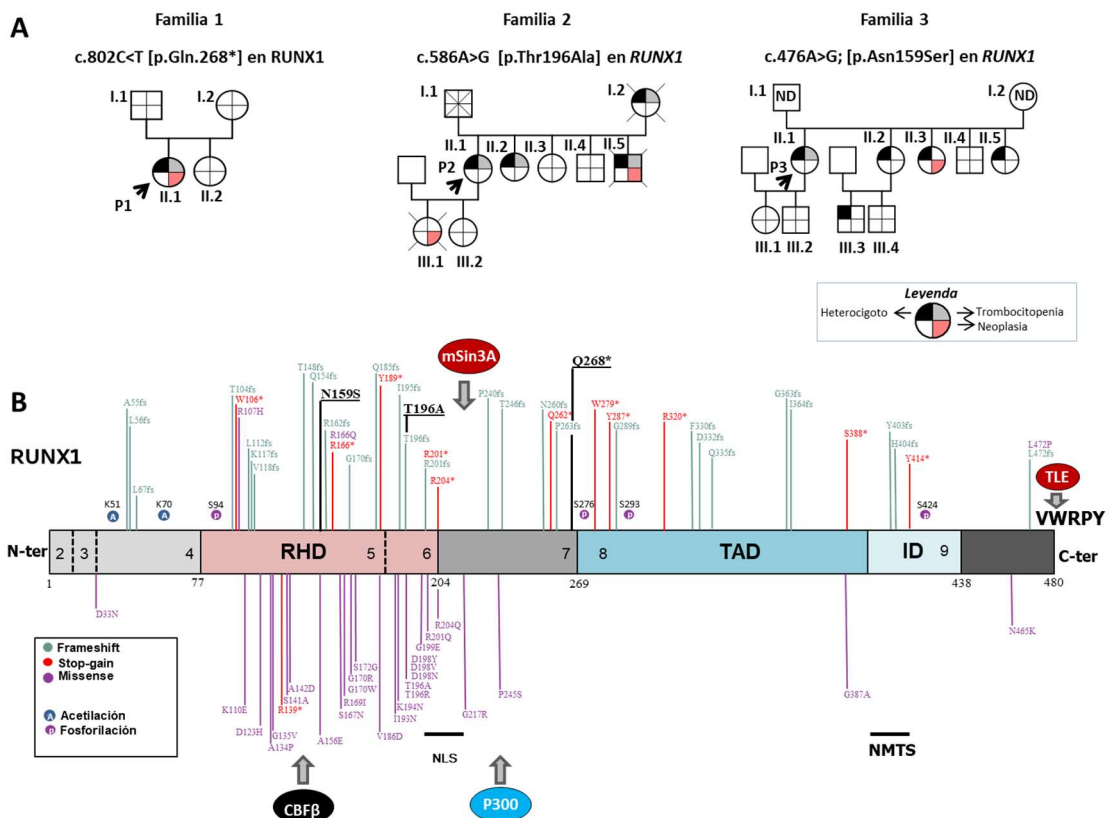 A
Familia 1
c.802C<T [p.Gln.268*] en RUNX1
I.1
I.2
P1
II.1
II.2
Familia 2
c.586A>G [p.Thr196Ala] en RUNX1
I.1
I.2
II.1
II.2
II.3
II.4
II.5
P2
III.1
III.2
Familia 3
c.476A>G; [p.Asn159Ser] en RUNX1
I.1
ND
I.2
ND
II.1
II.2
II.3
II.4
II.5
P3
III.1
III.2
III.3
III.4
Leyenda
Heterocigoto
Trombocitopenia
Neoplasia
B
RUNX1
mSin3A
A55fs
L56fs
L67fs
T104fs
W106*
R107H
L112fs
K117fs
V118fs
T148fs
Q154fs
N159S
R162fs
R166Q
R166*
G170fs
Q185fs
Y189*
I195fs
T196A
T196fs
R201*
R201fs
R204*
P240fs
T246fs
N260fs
Q262*
P263fs
Q268*
W279*
Y287*
G289fs
R320*
F330fs
D332fs
Q335fs
G363fs
I364fs
S388*
Y403fs
H404fs
Y414*
L472P
L472fs
TLE
VWRPY
K51
A
K70
A
S94
p
S276
p
S293
p
S424
p
N-ter
2
3
4
RHD
5
6
7
8
TAD
ID
9
C-ter
1
77
204
269
438
480
D33N
K110E
D123H
A134P
G135V
R139*
S141A
A142D
A156E
S167N
R169I
G170W
G170R
S172G
V186D
I193N
K194N
T196R
T196A
D198N
D198V
D198Y
G199E
R201Q
R204Q
G217R
P245S
G387A
N465K
NLS
NMTS
CBFβ
P300
Frameshift
Stop-gain
Missense
A Acetilación
p Fosforilación